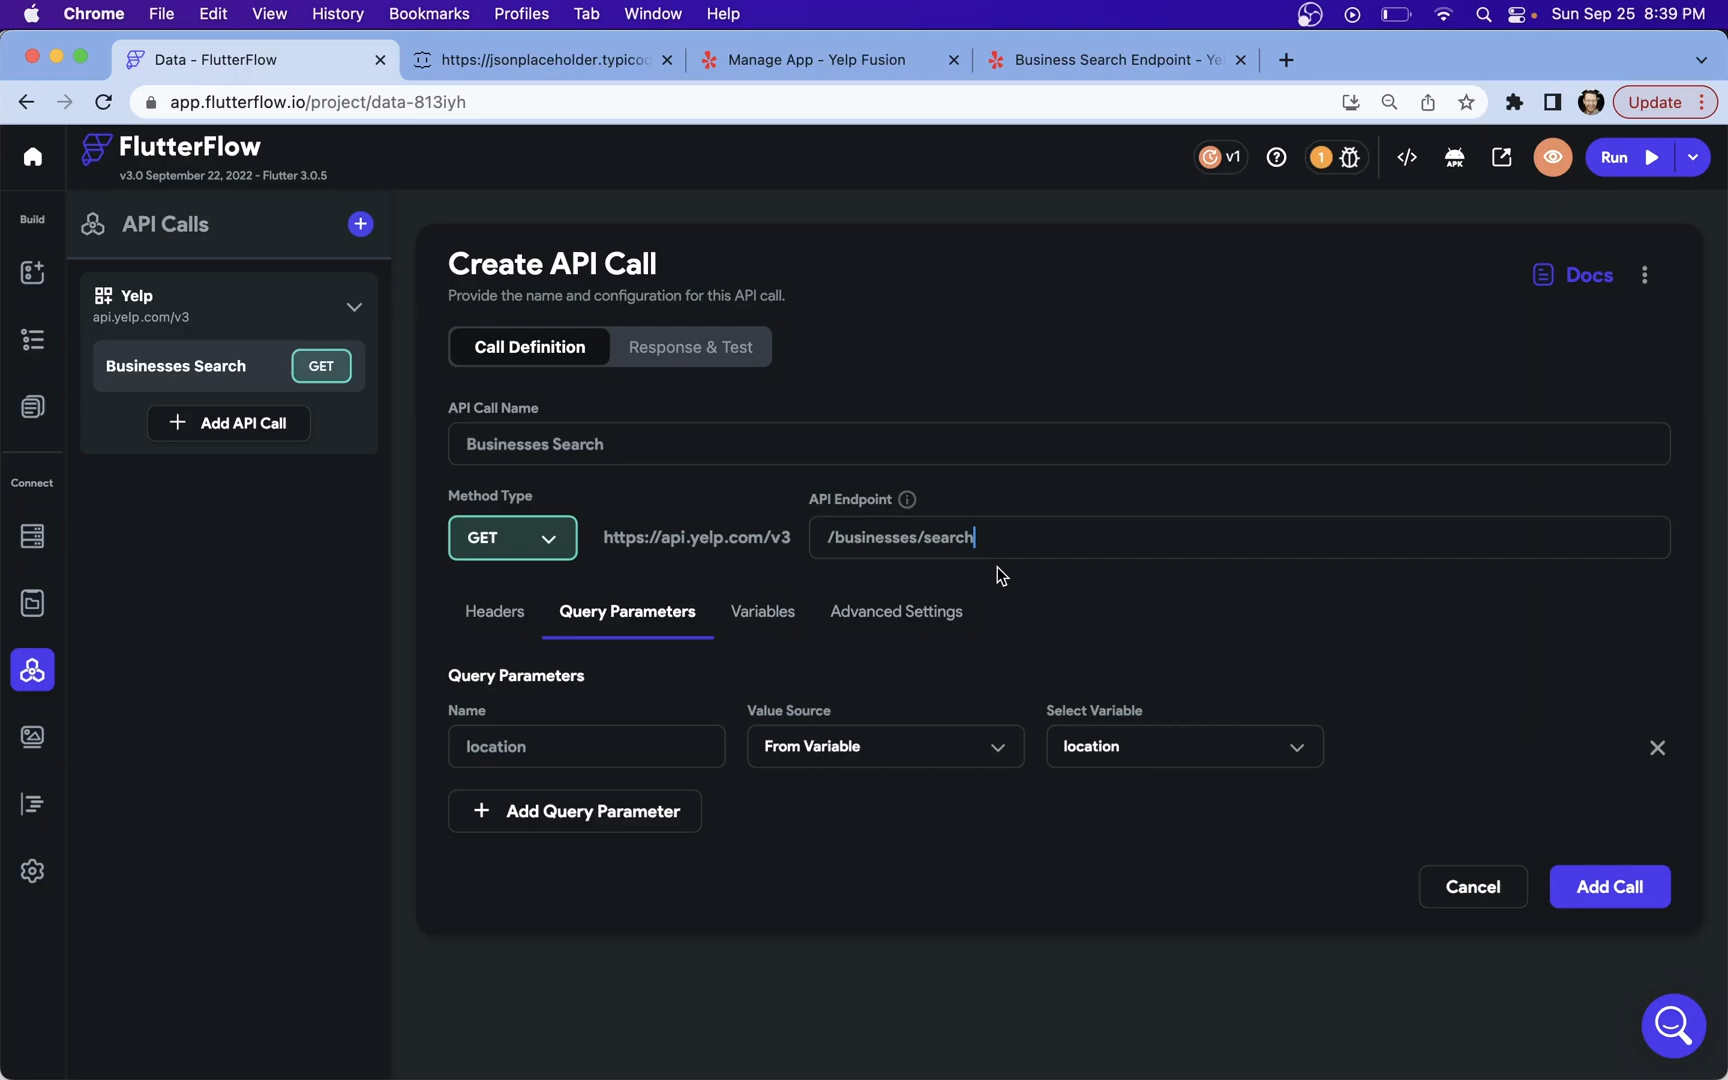 Chrome File Edit View History Bookmarks Profiles Tab Window Help Sun Sep 25 8:39 PM
Data - FlutterFlow https://jsonplaceholder.typicod Manage App - Yelp Fusion Business Search Endpoint - Yel
app.flutterflow.io/project/data-813iyh Update
FlutterFlow
v3.0 September 22, 2022 - Flutter 3.0.5
v1 1 APK Run
Build
API Calls
Yelp
api.yelp.com/v3
Businesses Search GET
Add API Call
Connect
Create API Call
Provide the name and configuration for this API call.
Docs
Call Definition Response & Test
API Call Name
Businesses Search
Method Type API Endpoint
GET https://api.yelp.com/v3 /businesses/search
Headers Query Parameters Variables Advanced Settings
Query Parameters
Name Value Source Select Variable
location From Variable location
+ Add Query Parameter
Cancel Add Call